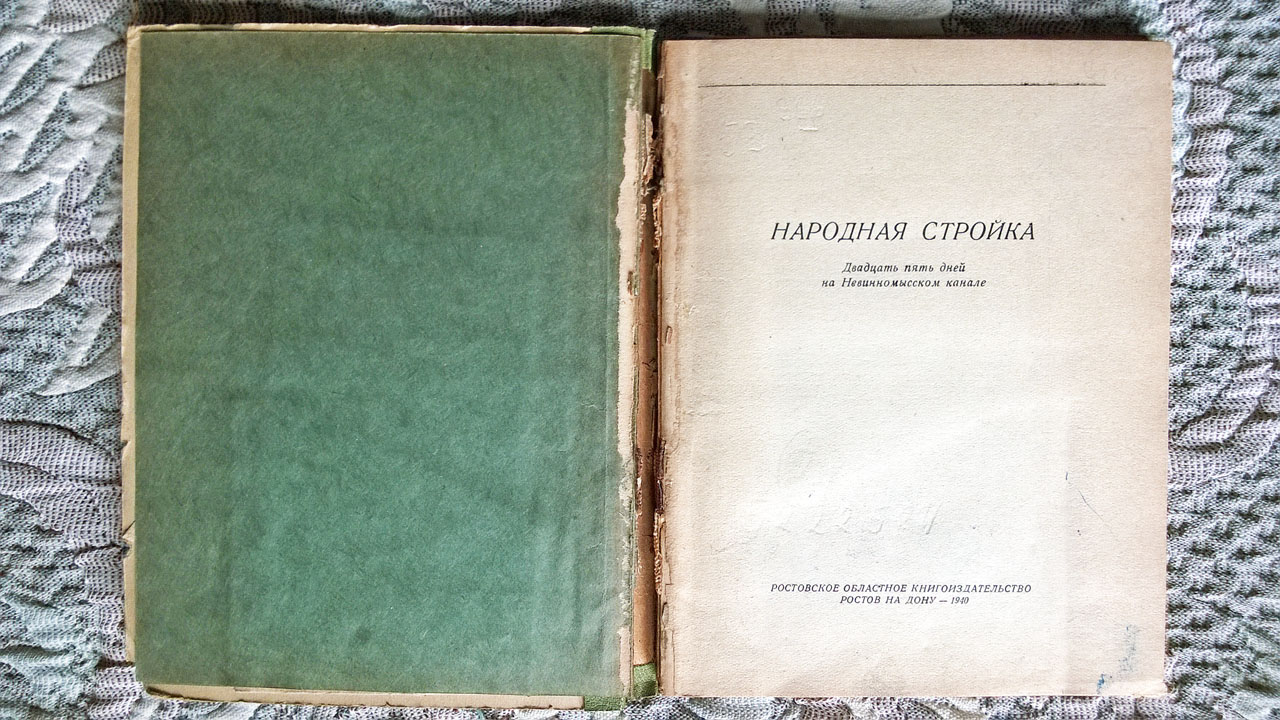 НАРОДНАЯ СТРОЙКА
Двадцать пять дней
на Невинномысском канале
РОСТОВСКОЕ ОБЛАСТНОЕ КНИГОИЗДАТЕЛЬСТВО
РОСТОВ НА ДОНУ — 1940